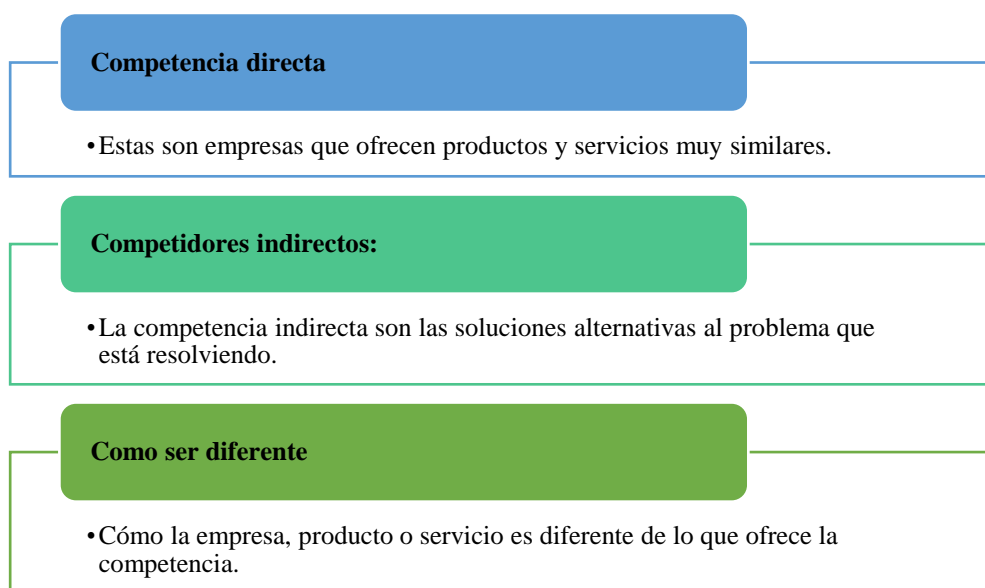 Competencia directa
•Estas son empresas que ofrecen productos y servicios muy similares.
Competidores indirectos:
•La competencia indirecta son las soluciones alternativas al problema que
está resolviendo.
Como ser diferente
•Cómo la empresa, producto o servicio es diferente de lo que ofrece la
competencia.